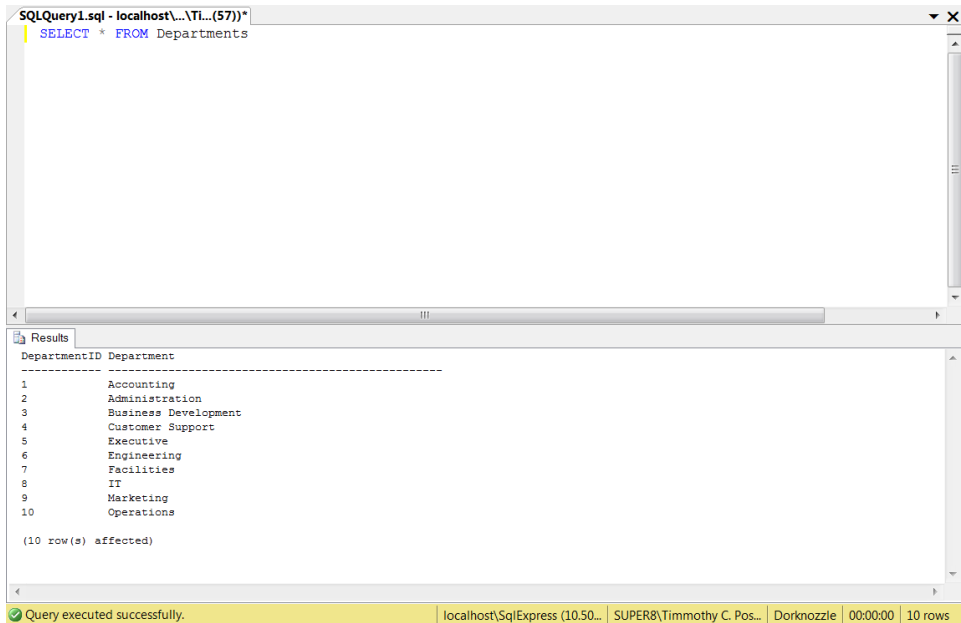 SQLQuery1.sql - localhost\...\Ti...(57))*
SELECT * FROM Departments
Results
DepartmentID Department
------------ --------------------------------------------------
1            Accounting
2            Administration
3            Business Development
4            Customer Support
5            Executive
6            Engineering
7            Facilities
8            IT
9            Marketing
10           Operations
(10 row(s) affected)
Query executed successfully. localhost\SqlExpress (10.50... SUPER8\Timmothy C. Pos... Dorknozzle 00:00:00 10 rows